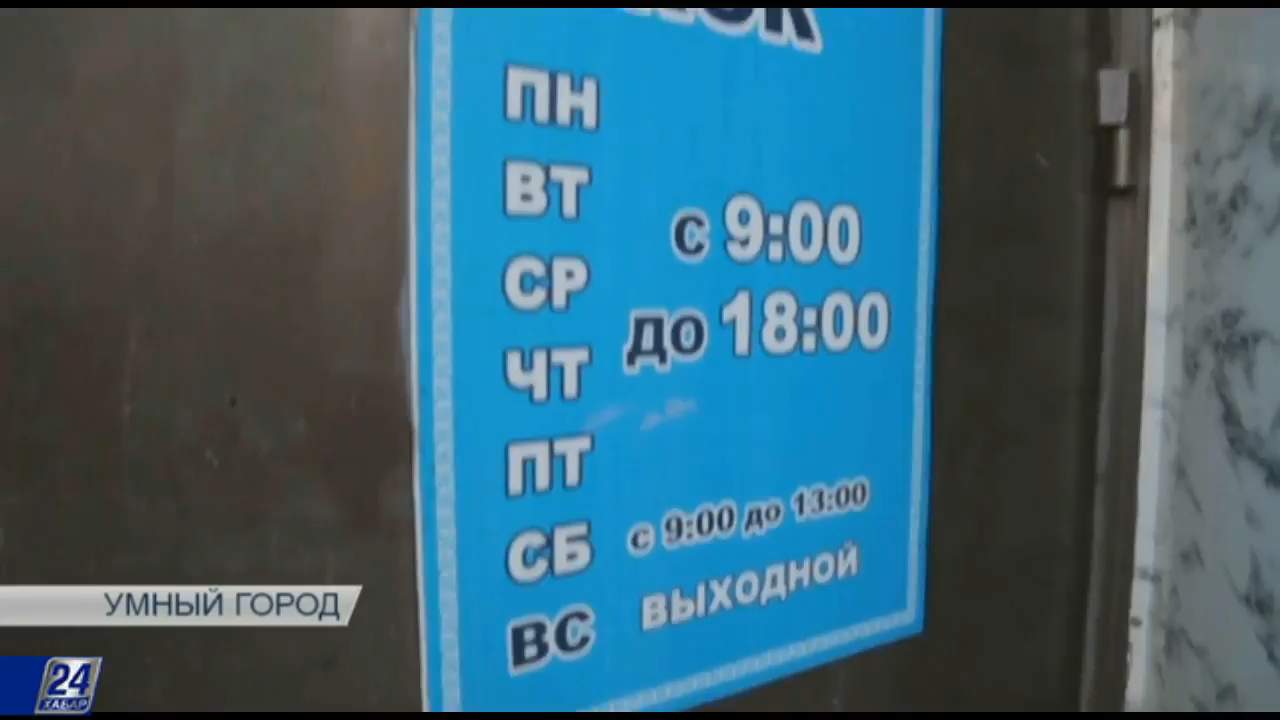 ПН
ВТ
СР
ЧТ
ПТ
СБ
ВС
с 9:00
до 18:00
с 9:00 до 13:00
ВЫХОДНОЙ
УМНЫЙ ГОРОД
24
ХАБАР